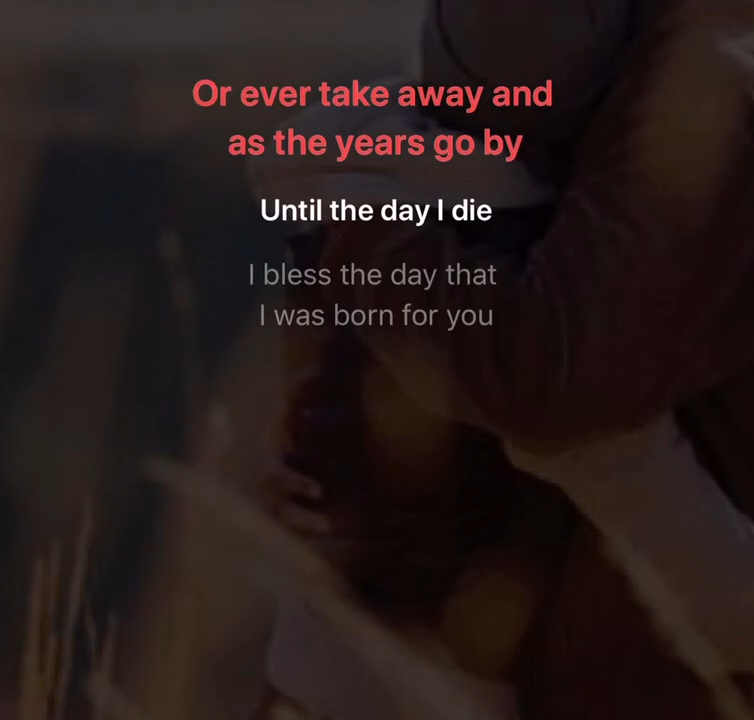 Or ever take away and
as the years go by
Until the day I die
I bless the day that
I was born for you